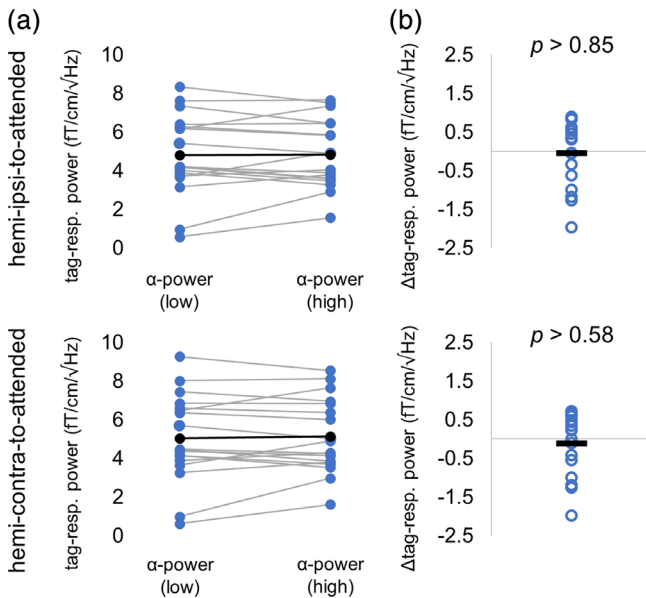 (a)
(b)
hemi-ipsi-to-attended
tag-resp. power (fT/cm/√Hz)
10
8
6
4
2
0
α-power
(low)
α-power
(high)
Δtag-resp. power (fT/cm/√Hz)
2.5
1.5
0.5
-0.5
-1.5
-2.5
p > 0.85
hemi-contra-to-attended
tag-resp. power (fT/cm/√Hz)
10
8
6
4
2
0
α-power
(low)
α-power
(high)
Δtag-resp. power (fT/cm/√Hz)
2.5
1.5
0.5
-0.5
-1.5
-2.5
p > 0.58